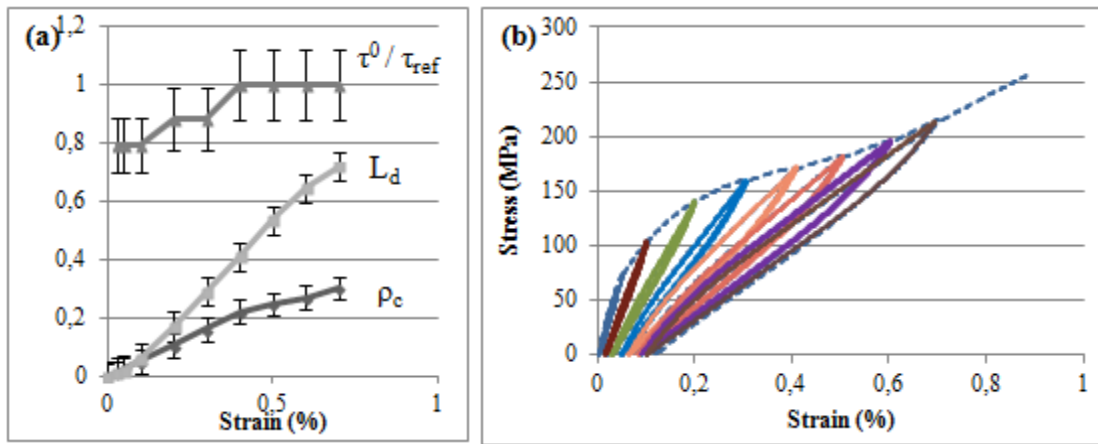 (a)
τ⁰ / τref
Ld
ρc
1,2
1
0,8
0,6
0,4
0,2
0
0
0,5
1
Strain (%)
(b)
300
250
200
150
100
50
0
Stress (MPa)
0
0,2
0,4
0,6
0,8
1
Strain (%)